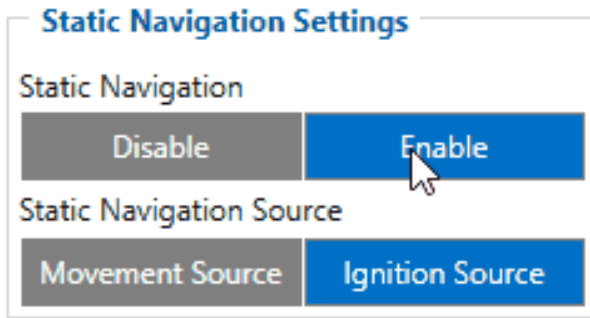 Static Navigation Settings
Static Navigation
Disable Enable
Static Navigation Source
Movement Source Ignition Source